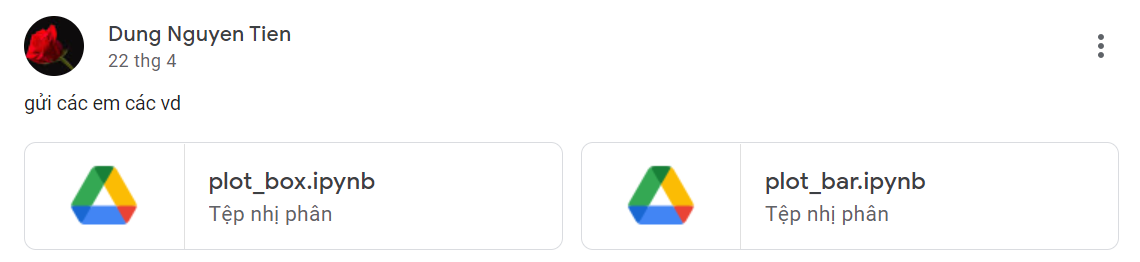 Dung Nguyen Tien
22 thg 4
gửi các em các vd
plot_box.ipynb
Tệp nhị phân
plot_bar.ipynb
Tệp nhị phân